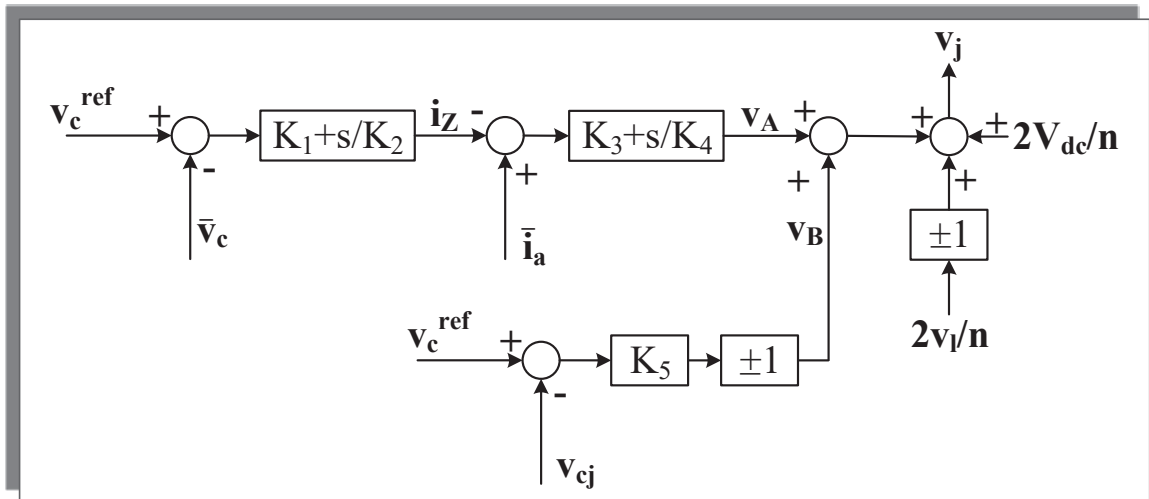 v_j
v_c^ref + - K₁+s/K₂ i_Z - + K₃+s/K₄ v_A + + + ± 2V_dc/n
+
v̄_c ī_a v_B ±1
v_c^ref + - K₅ ±1 2v_l/n
v_cj